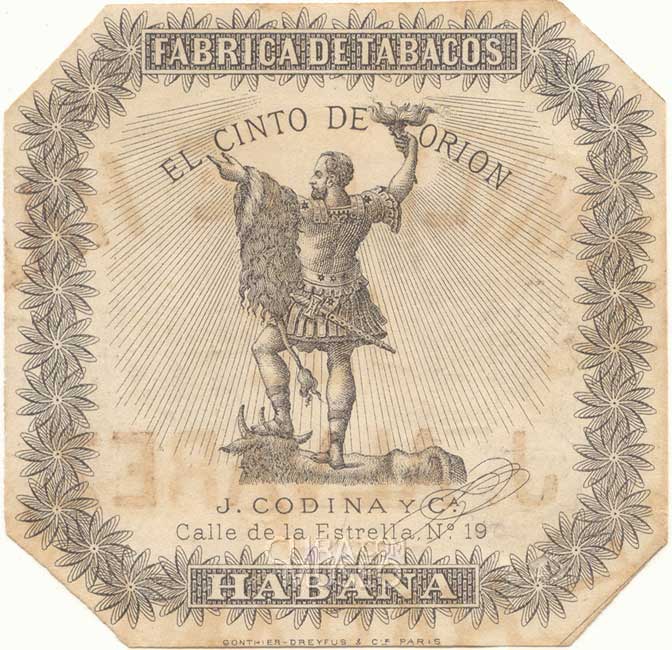 FABRICA DE TABACOS
EL CINTO DE ORION
J. CODINA Y Cª.
Calle de la Estrella, Nº 19
HABANA
GONTHIER-DREYFUS & Cie PARIS